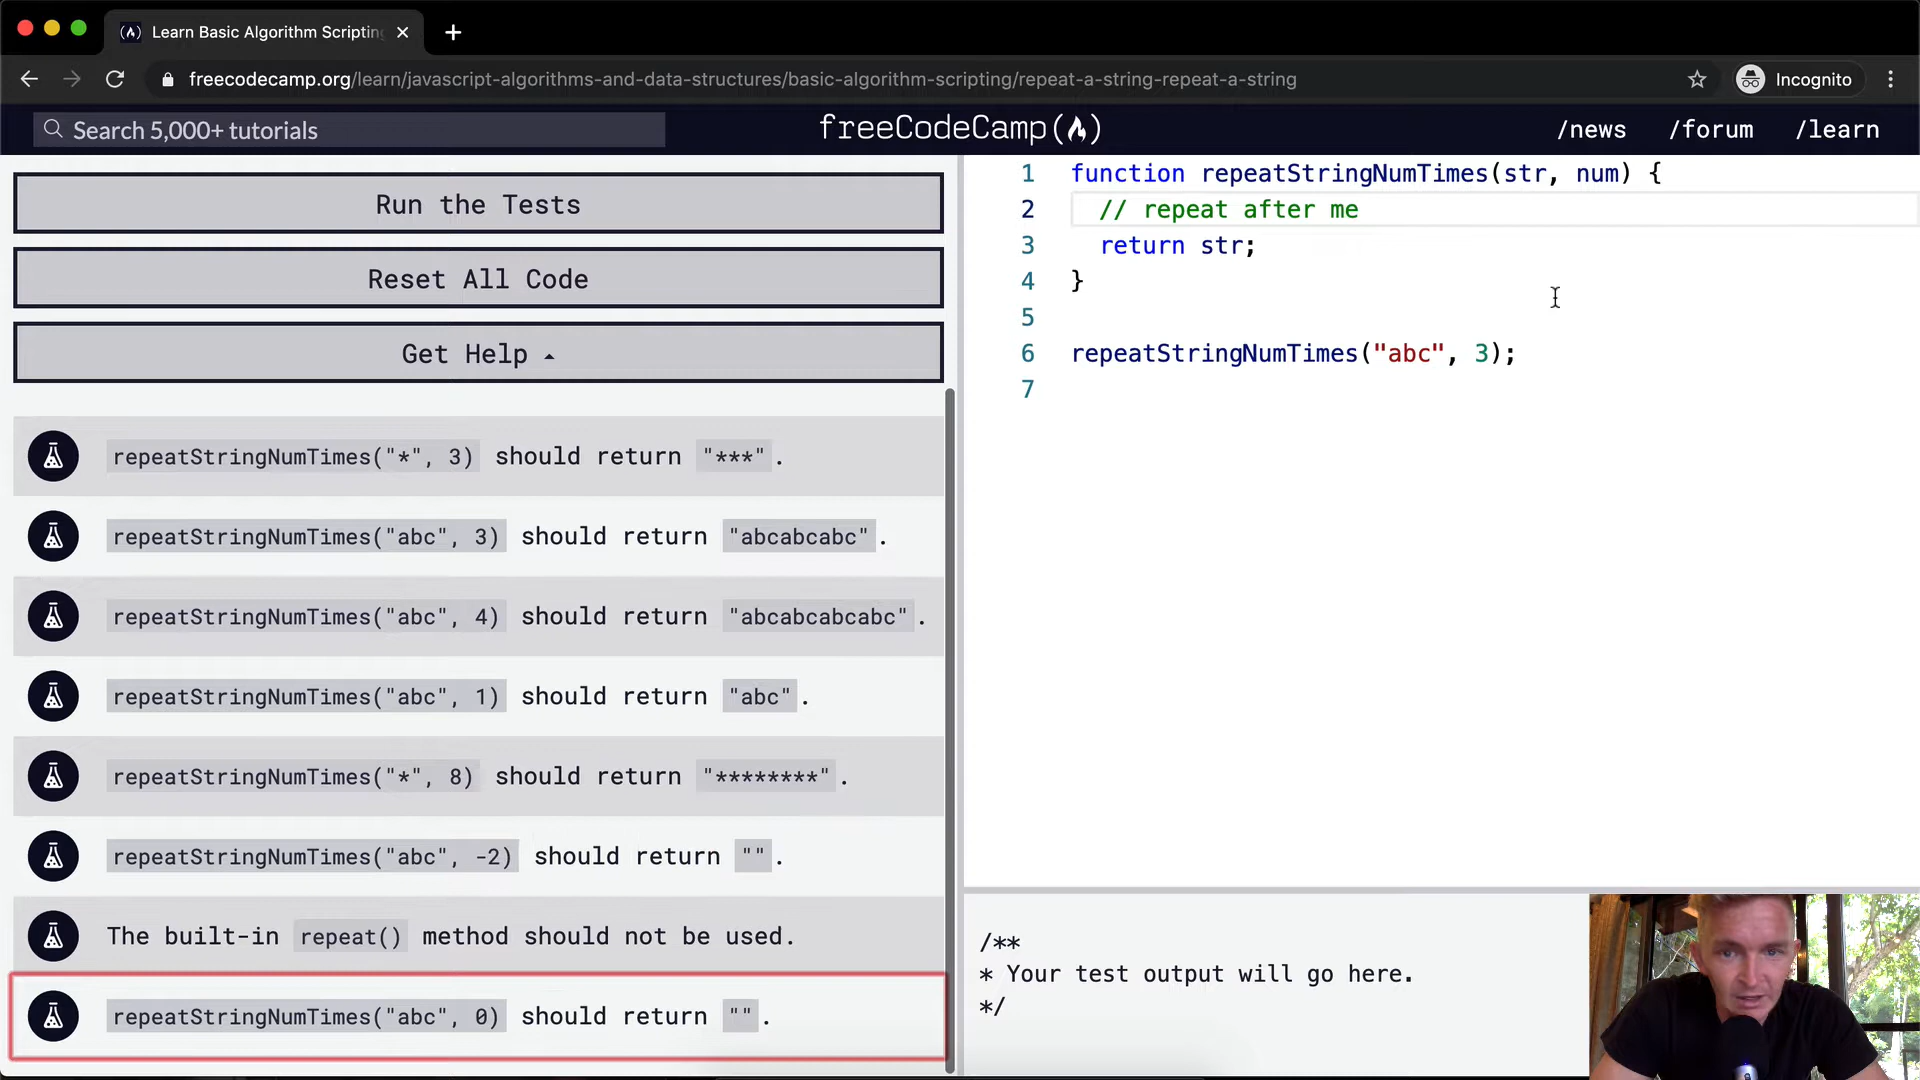 Learn Basic Algorithm Scripting
freecodecamp.org/learn/javascript-algorithms-and-data-structures/basic-algorithm-scripting/repeat-a-string-repeat-a-string
Incognito
Search 5,000+ tutorials
freeCodeCamp(🔥)
/news /forum /learn
Run the Tests
Reset All Code
Get Help
repeatStringNumTimes("*", 3) should return "***".
repeatStringNumTimes("abc", 3) should return "abcabcabc".
repeatStringNumTimes("abc", 4) should return "abcabcabcabc".
repeatStringNumTimes("abc", 1) should return "abc".
repeatStringNumTimes("*", 8) should return "********".
repeatStringNumTimes("abc", -2) should return "".
The built-in repeat() method should not be used.
repeatStringNumTimes("abc", 0) should return "".
1 function repeatStringNumTimes(str, num) {
2 // repeat after me
3 return str;
4 }
5
6 repeatStringNumTimes("abc", 3);
7
/**
* Your test output will go here.
*/